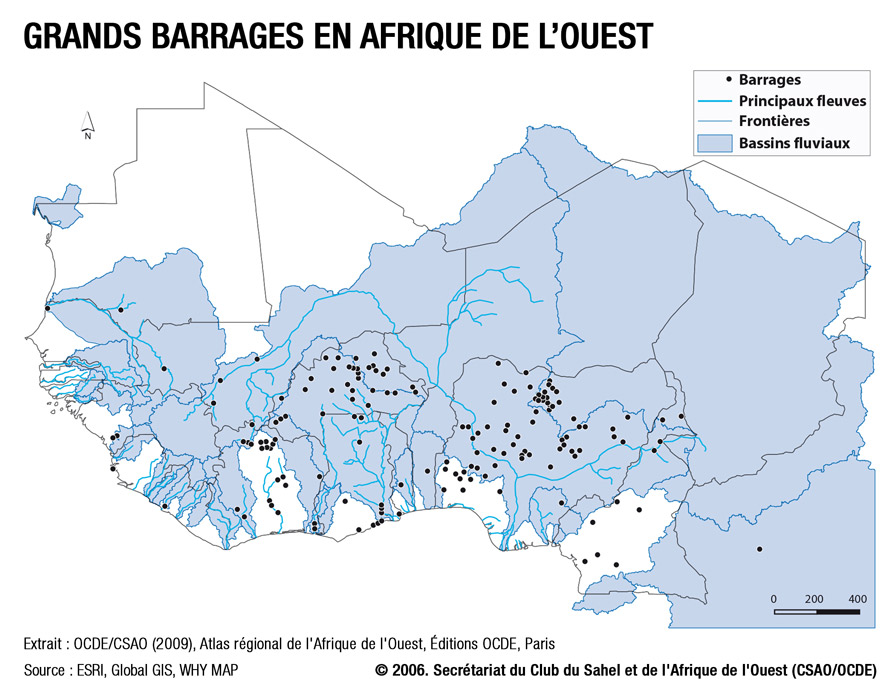 GRANDS BARRAGES EN AFRIQUE DE L'OUEST
Barrages
Principaux fleuves
Frontières
Bassins fluviaux
N
0 200 400
Extrait : OCDE/CSAO (2009), Atlas régional de l'Afrique de l'Ouest, Éditions OCDE, Paris
Source : ESRI, Global GIS, WHY MAP
© 2006. Secrétariat du Club du Sahel et de l'Afrique de l'Ouest (CSAO/OCDE)